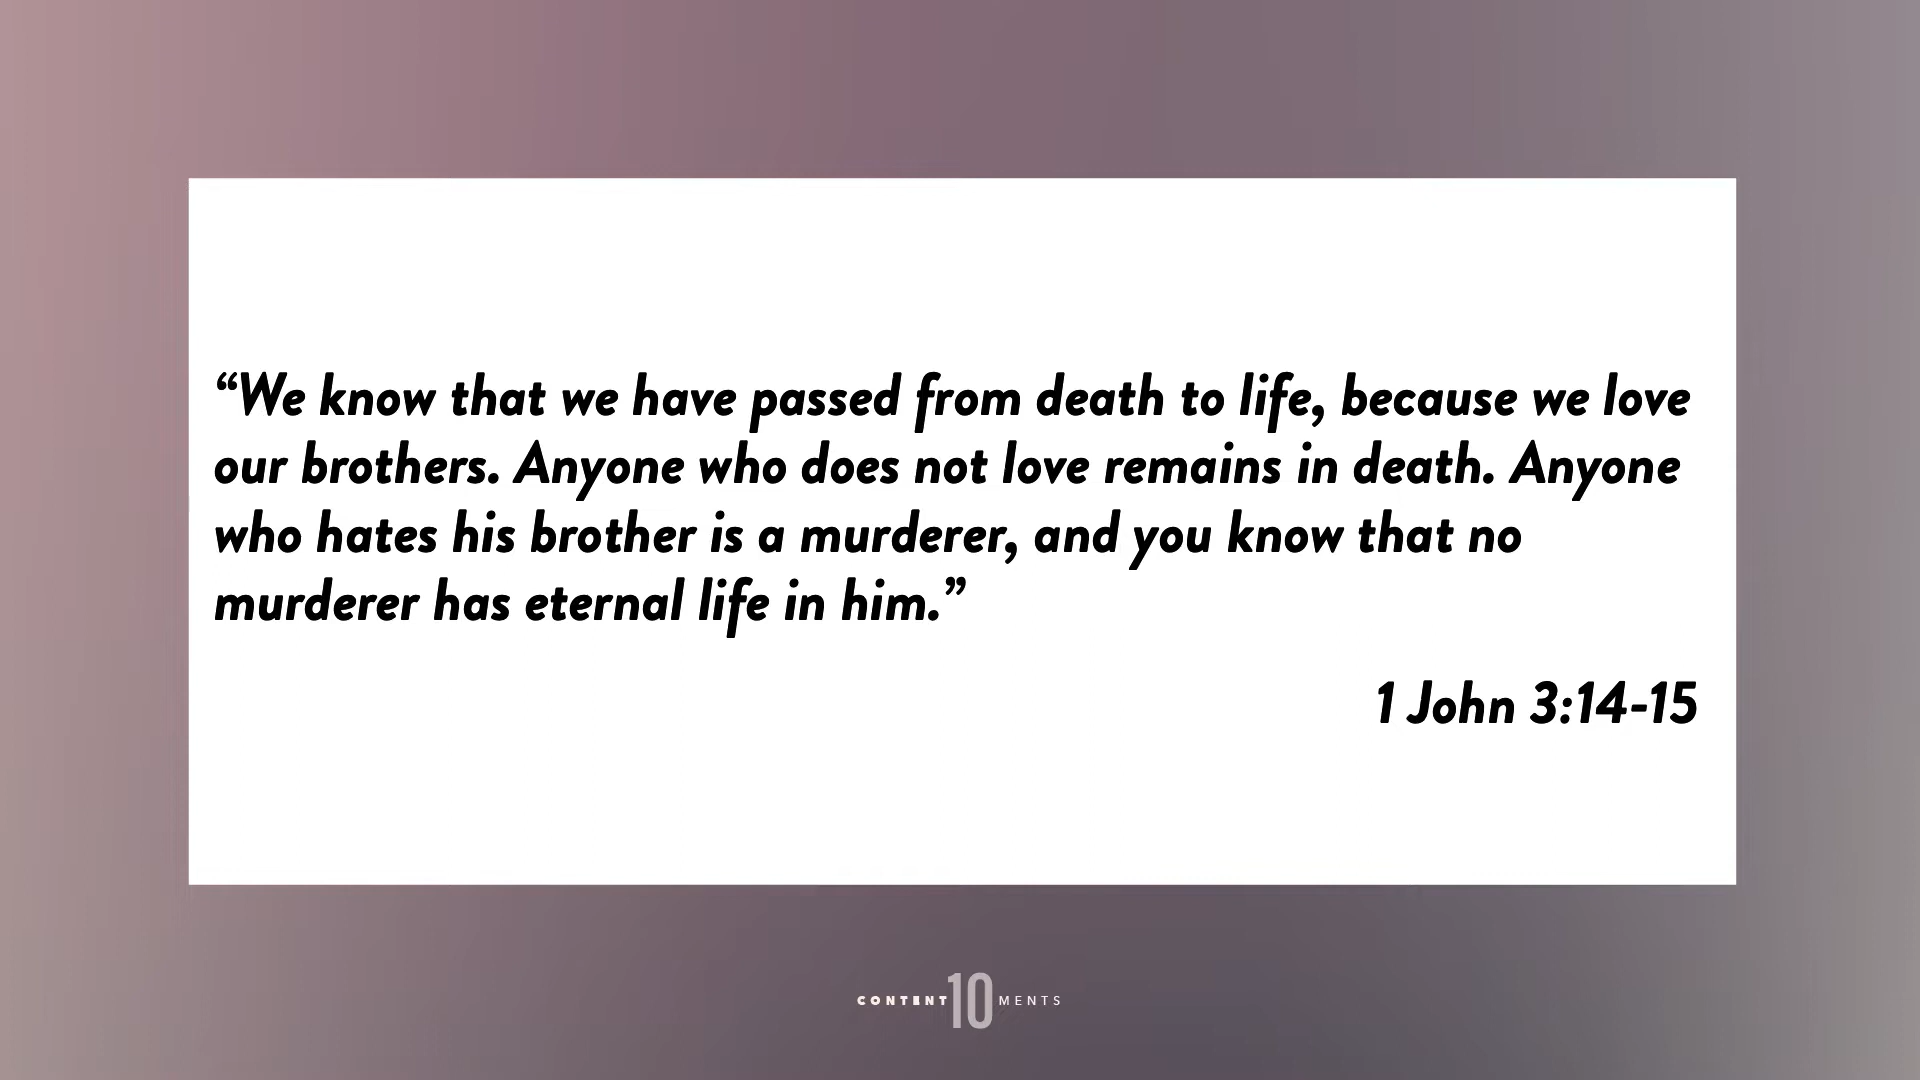 “We know that we have passed from death to life, because we love
our brothers. Anyone who does not love remains in death. Anyone
who hates his brother is a murderer, and you know that no
murderer has eternal life in him.”
1 John 3:14-15
CONTENT 10 MENTS